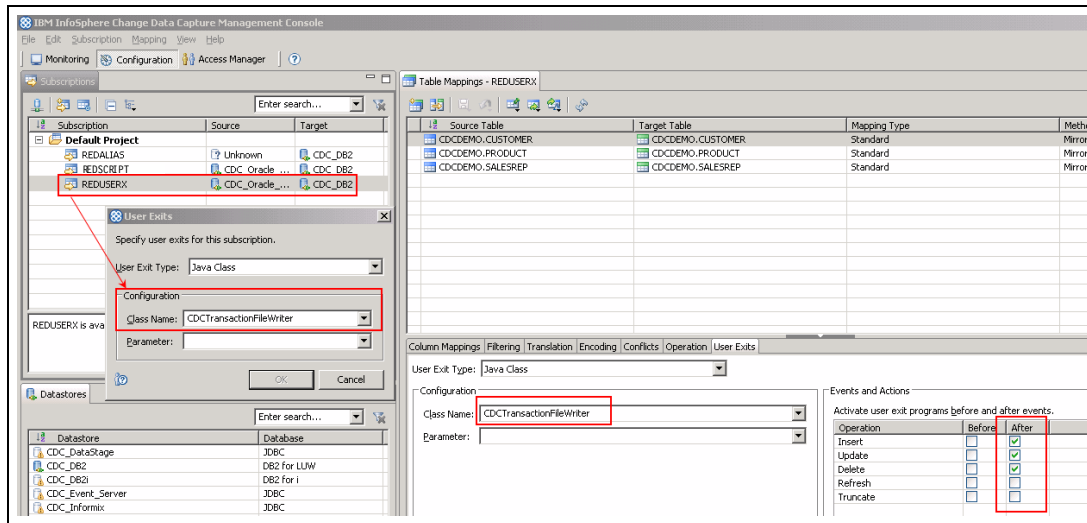 IBM InfoSphere Change Data Capture Management Console
File Edit Subscription Mapping View Help
Monitoring Configuration Access Manager
Subscriptions
Enter search...
Subscription Source Target
Default Project
REDALIAS Unknown CDC_DB2
REDSCRIPT CDC_Oracle_... CDC_DB2
REDUSERX CDC_Oracle_... CDC_DB2
User Exits
Specify user exits for this subscription.
User Exit Type: Java Class
Configuration
Class Name: CDCTransactionFileWriter
Parameter:
OK Cancel
REDUSERX is ava
Datastores
Enter search...
Datastore Database
CDC_DataStage JDBC
CDC_DB2 DB2 for LUW
CDC_DB2i DB2 for i
CDC_Event_Server JDBC
CDC_Informix JDBC
Table Mappings - REDUSERX
Source Table Target Table Mapping Type Meth
CDCDEMO.CUSTOMER CDCDEMO.CUSTOMER Standard Mirror
CDCDEMO.PRODUCT CDCDEMO.PRODUCT Standard Mirror
CDCDEMO.SALESREP CDCDEMO.SALESREP Standard Mirror
Column Mappings Filtering Translation Encoding Conflicts Operation User Exits
User Exit Type: Java Class
Configuration
Class Name: CDCTransactionFileWriter
Parameter:
Events and Actions
Activate user exit programs before and after events.
Operation Before After
Insert
Update
Delete
Refresh
Truncate